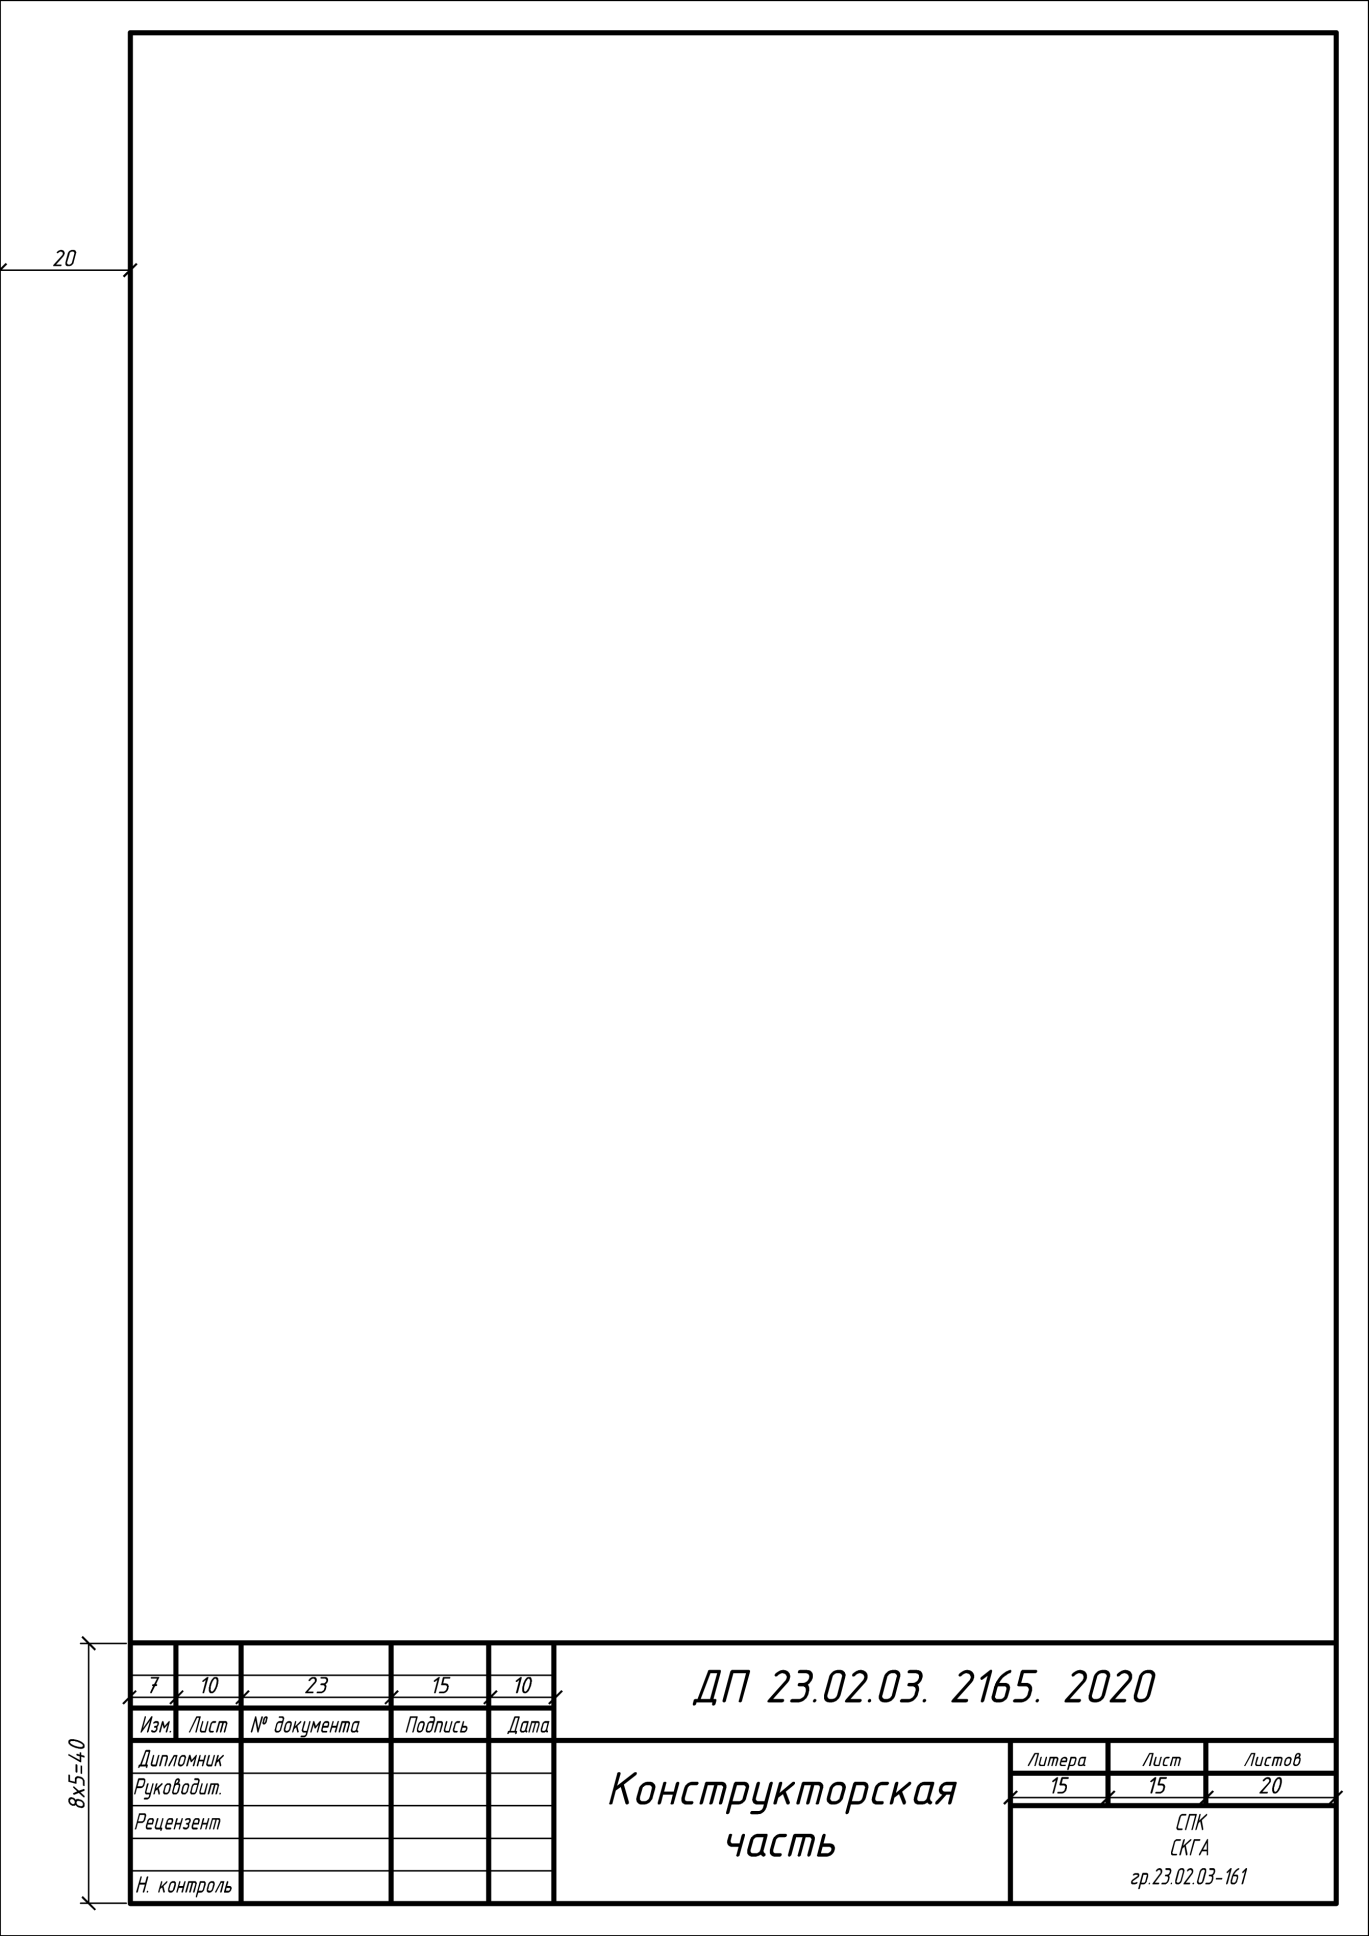 20
8x5=40
7 10 23 15 10
Изм. Лист № документа Подпись Дата
ДП 23.02.03. 2165. 2020
Дипломник
Руководит.
Рецензент
Н. контроль
Конструкторская
часть
Литера Лист Листов
15 15 20
СПК
СКГА
гр.23.02.03-161